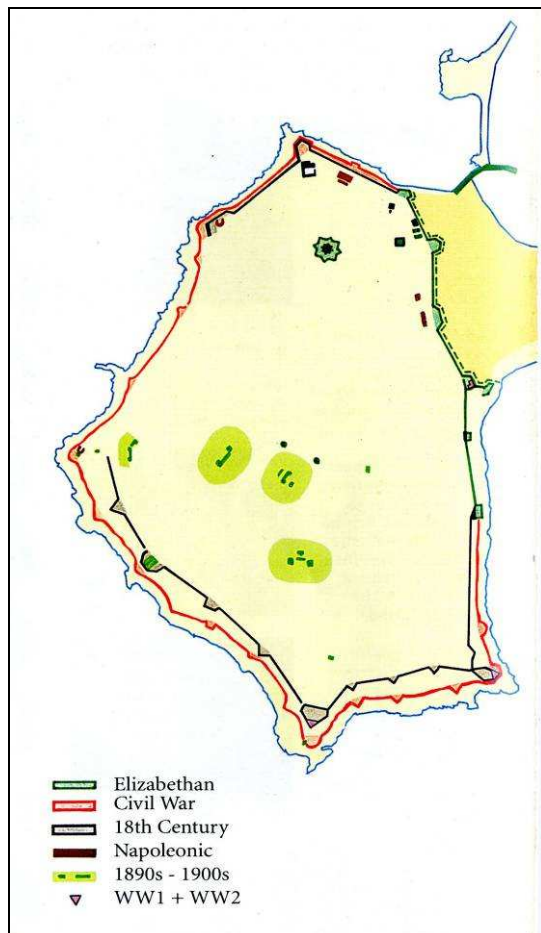 Elizabethan
Civil War
18th Century
Napoleonic
1890s - 1900s
WW1 + WW2